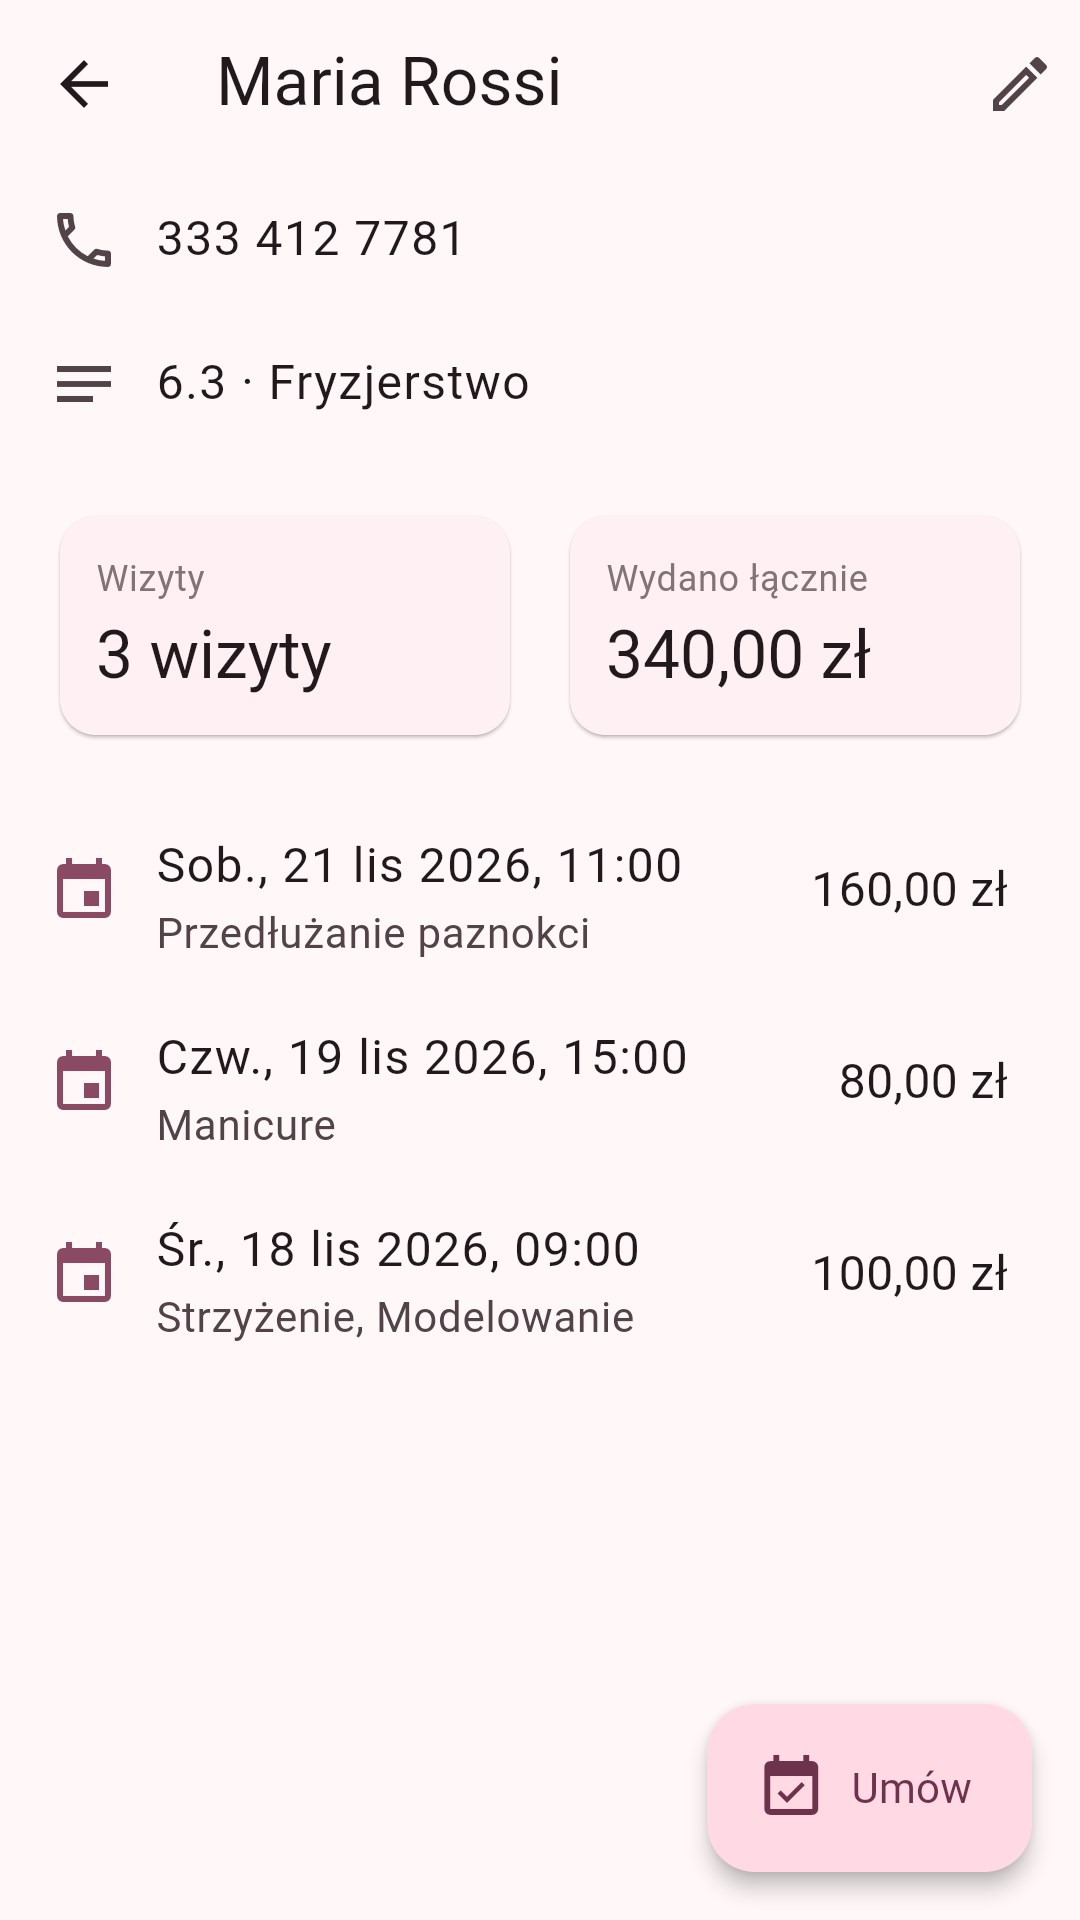 Maria Rossi
333 412 7781
6.3 · Fryzjerstwo
Wizyty
3 wizyty
Wydano łącznie
340,00 zł
Sob., 21 lis 2026, 11:00
Przedłużanie paznokci
160,00 zł
Czw., 19 lis 2026, 15:00
Manicure
80,00 zł
Śr., 18 lis 2026, 09:00
Strzyżenie, Modelowanie
100,00 zł
Umów